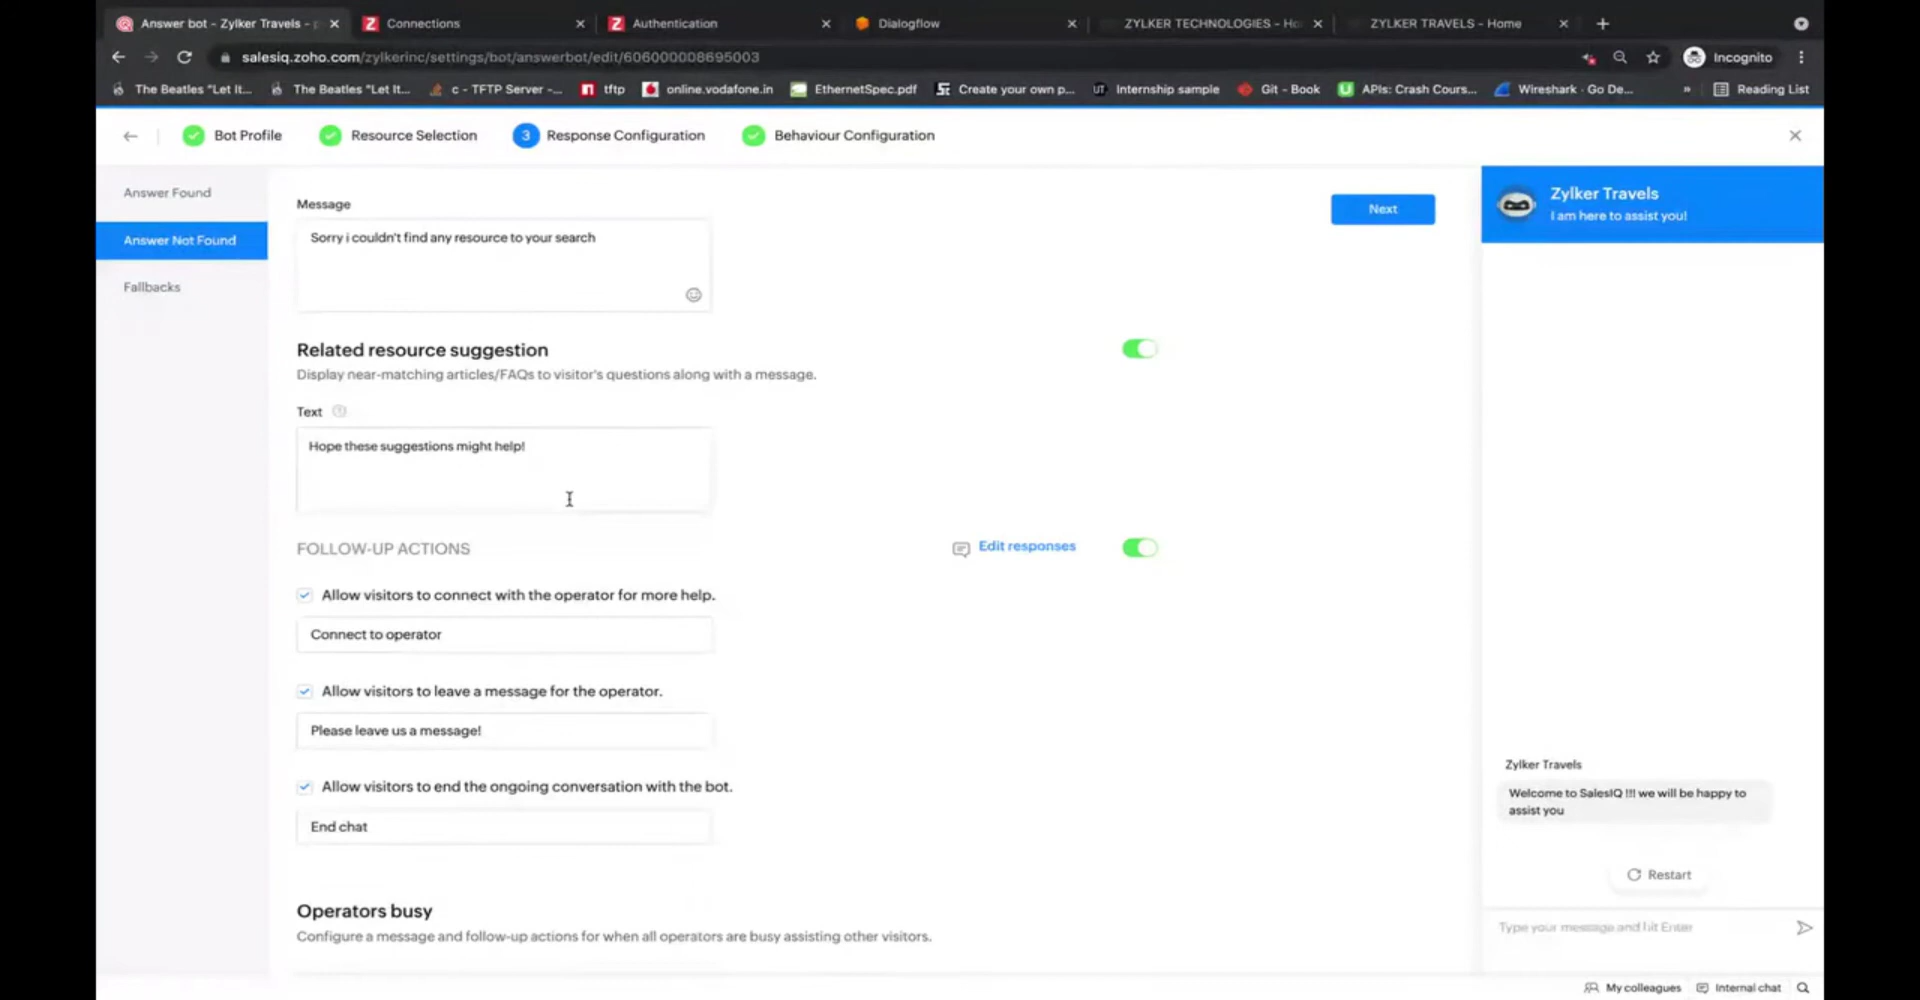 Answer bot - Zylker Travels -
Connections
Authentication
Dialogflow
ZYLKER TECHNOLOGIES - Ho
ZYLKER TRAVELS - Home
salesiq.zoho.com/zylkerinc/settings/bot/answerbot/edit/606000008695003
Incognito
The Beatles "Let It...
The Beatles "Let It...
c - TFTP Server -...
tftp
online.vodafone.in
EthernetSpec.pdf
Create your own p...
UT Internship sample
Git - Book
APIs: Crash Cours...
Wireshark · Go De...
»
Reading List
Bot Profile
Resource Selection
3 Response Configuration
Behaviour Configuration
Answer Found
Answer Not Found
Fallbacks
Message
Sorry i couldn't find any resource to your search
Next
Related resource suggestion
Display near-matching articles/FAQs to visitor's questions along with a message.
Text
Hope these suggestions might help!
FOLLOW-UP ACTIONS
Edit responses
Allow visitors to connect with the operator for more help.
Connect to operator
Allow visitors to leave a message for the operator.
Please leave us a message!
Allow visitors to end the ongoing conversation with the bot.
End chat
Operators busy
Configure a message and follow-up actions for when all operators are busy assisting other visitors.
Zylker Travels
I am here to assist you!
Zylker Travels
Welcome to SalesIQ !!! we will be happy to
assist you
Restart
Type your message and hit Enter
My colleagues
Internal chat